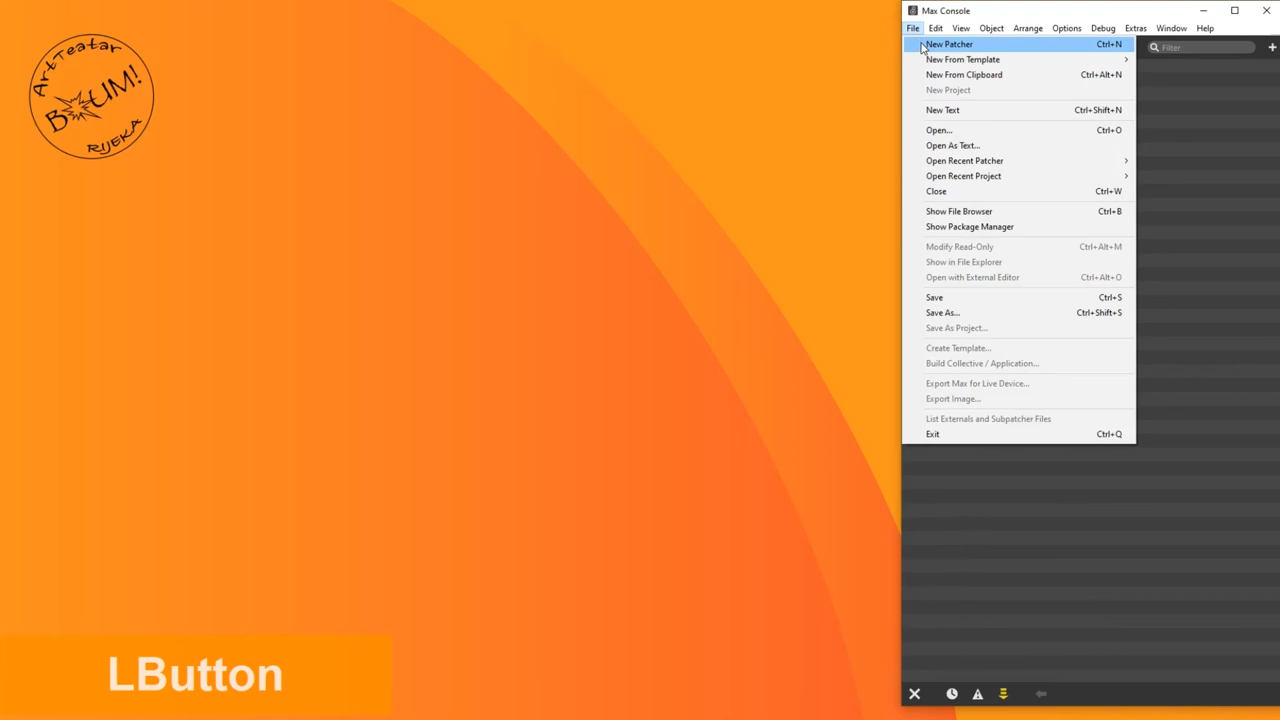 ArtTeatar
BOUM!
RIJEKA
Max Console
File Edit View Object Arrange Options Debug Extras Window Help
New Patcher Ctrl+N
Filter
New From Template
New From Clipboard Ctrl+Alt+N
New Project
New Text Ctrl+Shift+N
Open... Ctrl+O
Open As Text...
Open Recent Patcher
Open Recent Project
Close Ctrl+W
Show File Browser Ctrl+B
Show Package Manager
Modify Read-Only Ctrl+Alt+M
Show in File Explorer
Open with External Editor Ctrl+Alt+O
Save Ctrl+S
Save As... Ctrl+Shift+S
Save As Project...
Create Template...
Build Collective / Application...
Export Max for Live Device...
Export Image...
List Externals and Subpatcher Files
Exit Ctrl+Q
LButton